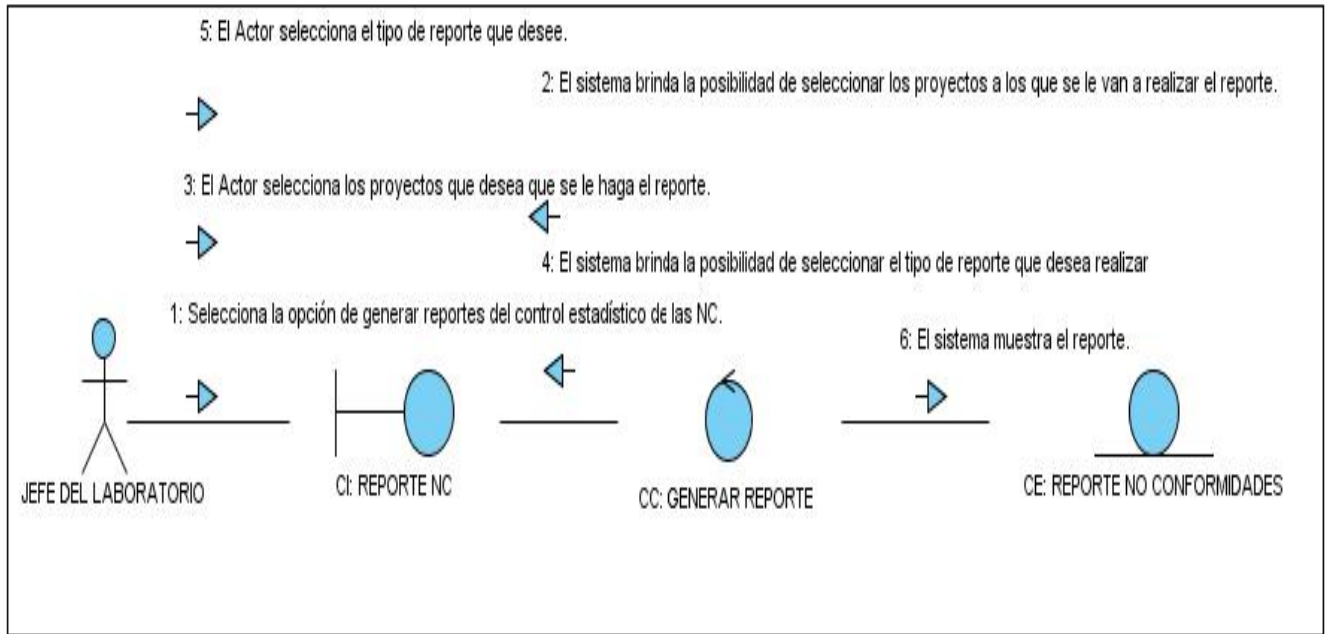 5: El Actor selecciona el tipo de reporte que desee.
2: El sistema brinda la posibilidad de seleccionar los proyectos a los que se le van a realizar el reporte.
3: El Actor selecciona los proyectos que desea que se le haga el reporte.
4: El sistema brinda la posibilidad de seleccionar el tipo de reporte que desea realizar
1: Selecciona la opción de generar reportes del control estadístico de las NC.
6: El sistema muestra el reporte.
JEFE DEL LABORATORIO
CI: REPORTE NC
CC: GENERAR REPORTE
CE: REPORTE NO CONFORMIDADES